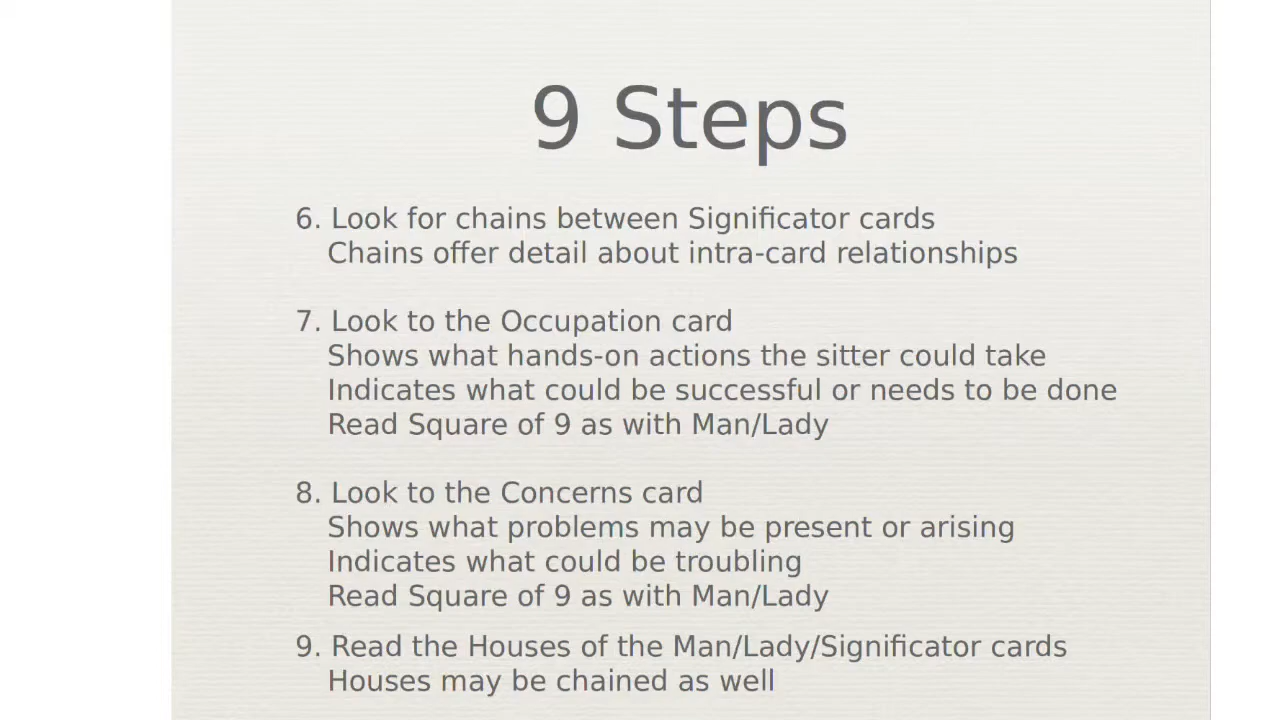 9 Steps
6. Look for chains between Significator cards
Chains offer detail about intra-card relationships
7. Look to the Occupation card
Shows what hands-on actions the sitter could take
Indicates what could be successful or needs to be done
Read Square of 9 as with Man/Lady
8. Look to the Concerns card
Shows what problems may be present or arising
Indicates what could be troubling
Read Square of 9 as with Man/Lady
9. Read the Houses of the Man/Lady/Significator cards
Houses may be chained as well